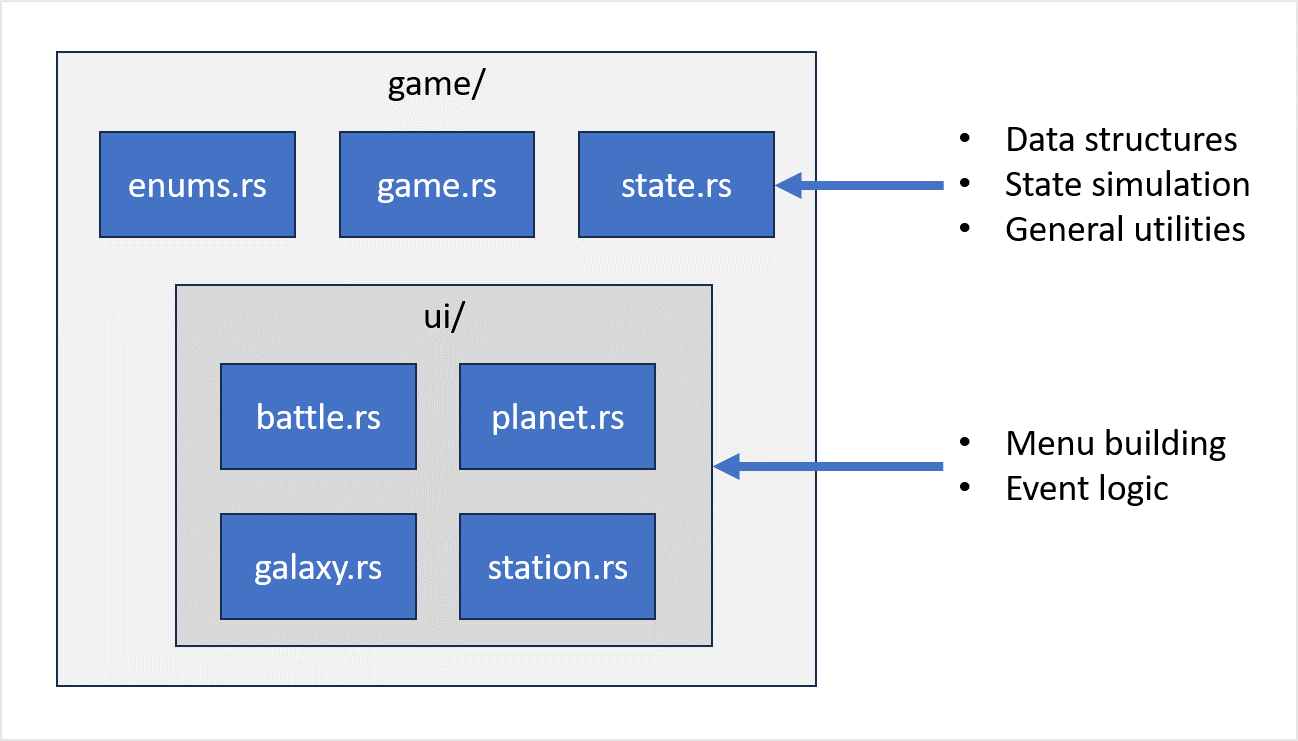 game/
enums.rs
game.rs
state.rs
• Data structures
• State simulation
• General utilities
ui/
battle.rs
planet.rs
galaxy.rs
station.rs
• Menu building
• Event logic